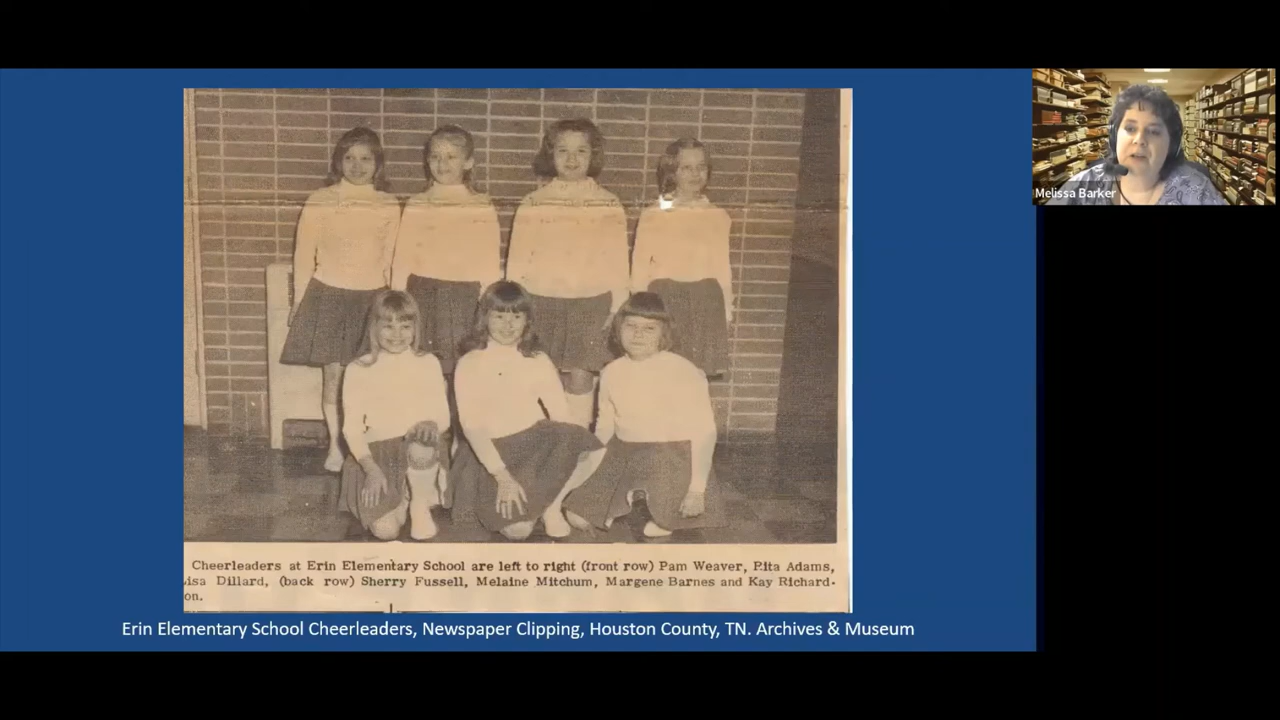 Melissa Barker
Cheerleaders at Erin Elementary School are left to right (front row) Pam Weaver, Rita Adams,
isa Dillard, (back row) Sherry Fussell, Melaine Mitchum, Margene Barnes and Kay Richard-
on.
Erin Elementary School Cheerleaders, Newspaper Clipping, Houston County, TN. Archives & Museum